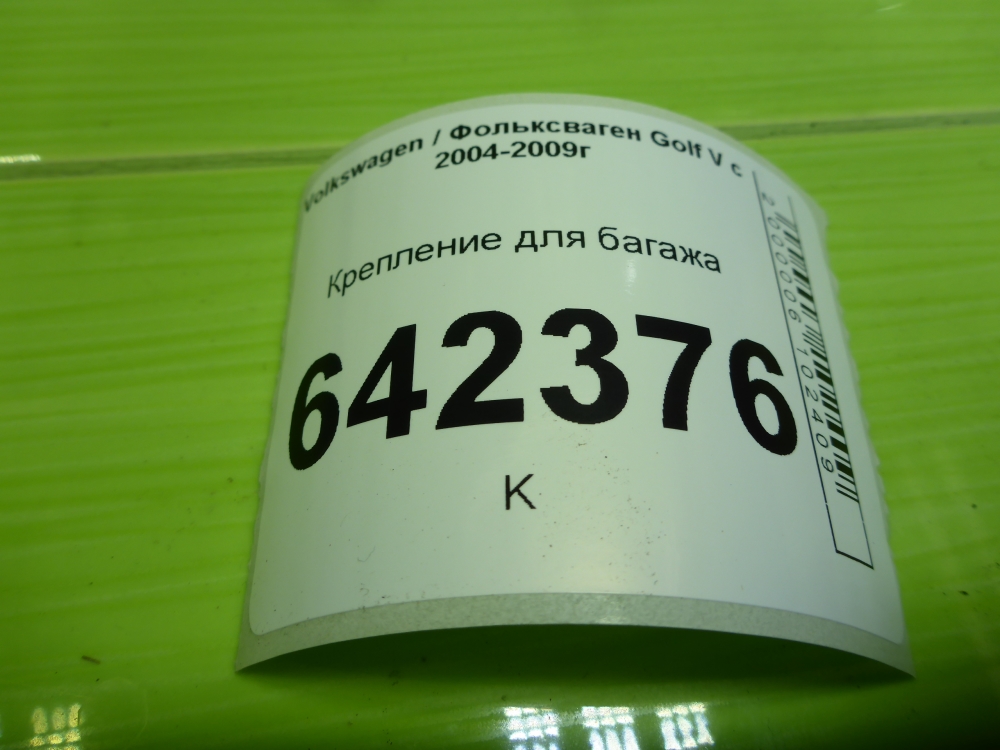 Volkswagen / Фольксваген Golf V с
2004-2009г
Крепление для багажа
642376
К
2000006102409